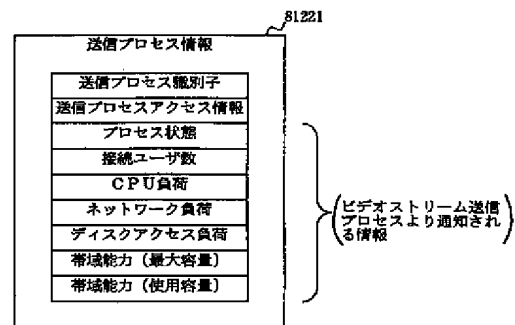 81221
送信プロセス情報
送信プロセス識別子
送信プロセスアクセス情報
プロセス状態
接続ユーザ数
CPU負荷
ネットワーク負荷
ディスクアクセス負荷
帯域能力（最大容量）
帯域能力（使用容量）
ビデオストリーム送信
プロセスより通知され
る情報